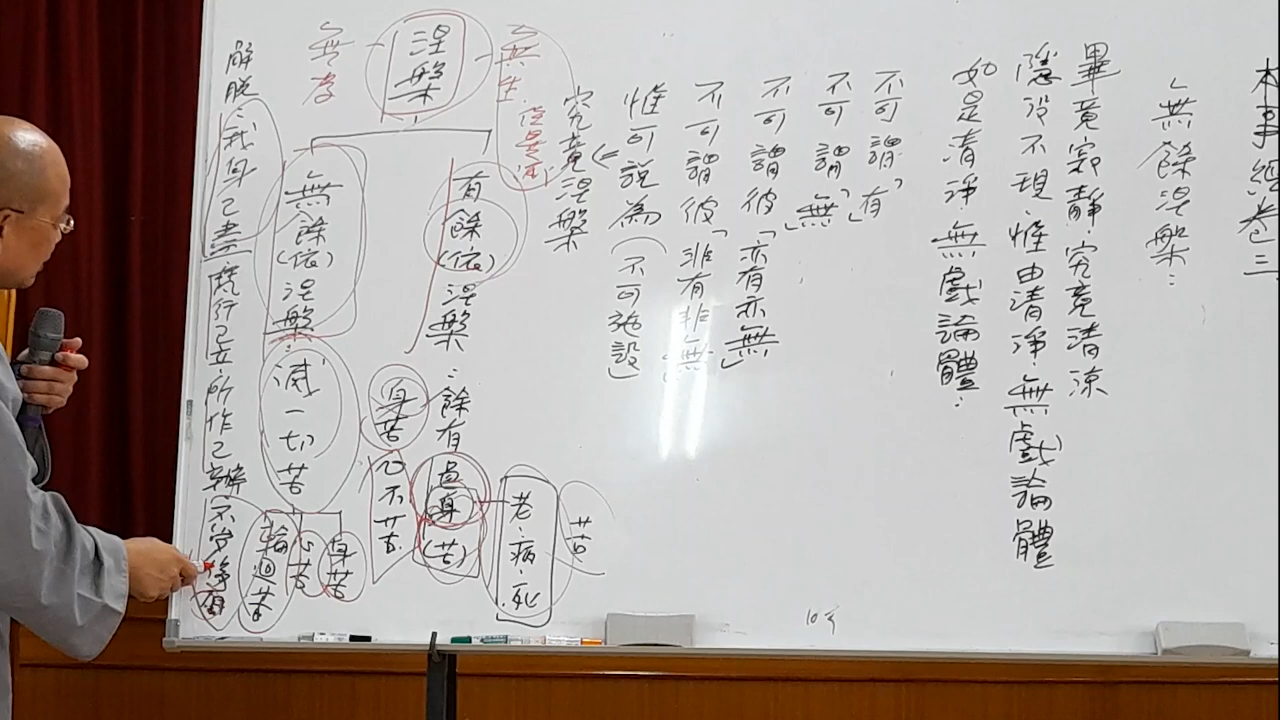 本事經卷三
無餘涅槃：
畢竟寂靜，究竟清涼
隱沒不現，惟由清淨，無戲論體
如是清淨無戲論體：
不可謂「有」
不可謂「無」
不可謂彼「亦有亦無」
不可謂彼「非有非無」
惟可說為（不可施設）
究竟涅槃
涅槃
無生
有餘（依）涅槃：餘有
身（苦）
老、病、死
苦
身苦
心不苦
無餘（依）涅槃：滅一切苦
身苦
心苦
輪迴苦
解脫：我身已盡，梵行已立，所作已辦，不受後有
10分